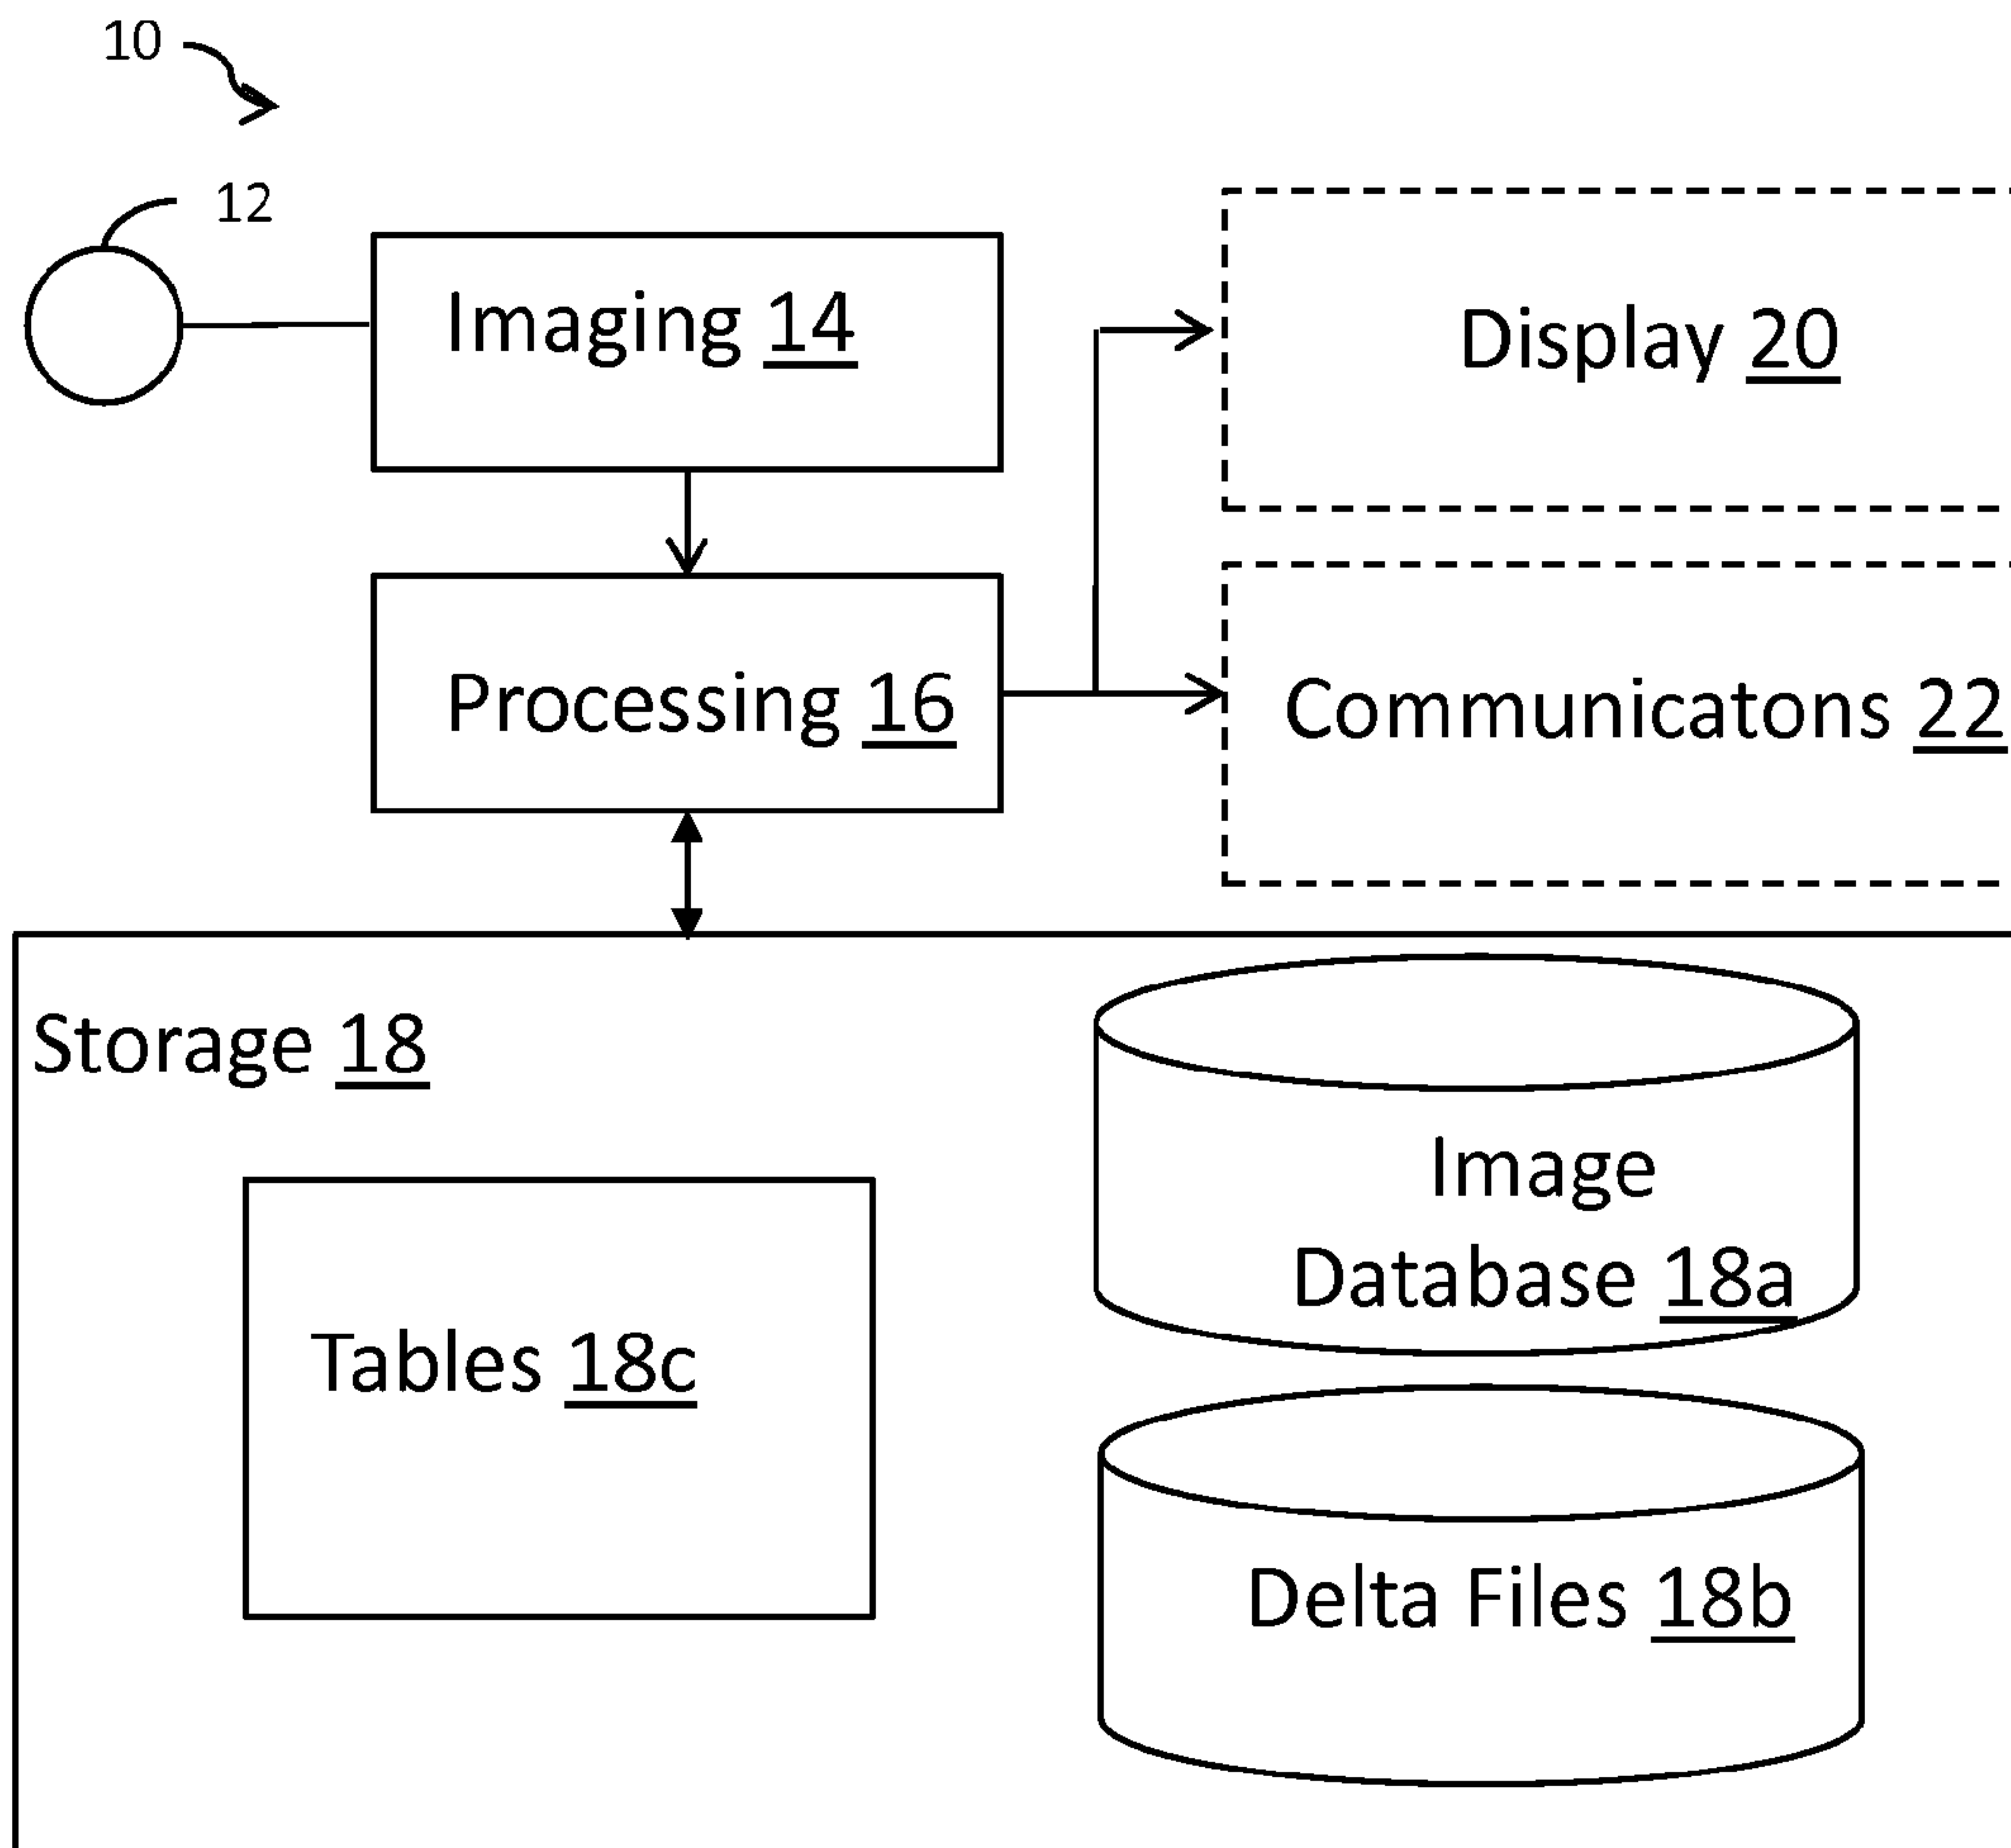 10
12
Imaging 14
Display 20
Processing 16
Communicatons 22
Storage 18
Image
Database 18a
Tables 18c
Delta Files 18b